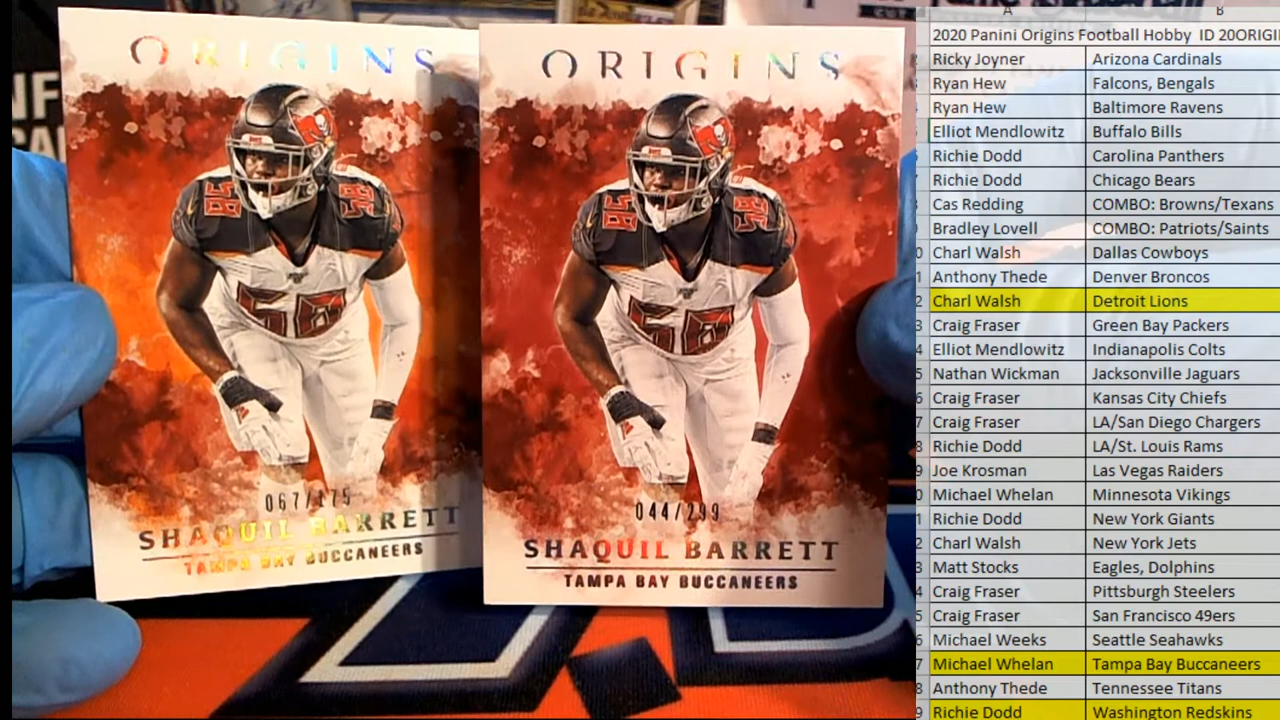 ORIGINS
58
58
58
067/175
SHAQUIL BARRETT
TAMPA BAY BUCCANEERS
ORIGINS
58
58
58
044/299
SHAQUIL BARRETT
TAMPA BAY BUCCANEERS
A B
2020 Panini Origins Football Hobby ID
Ricky Joyner Arizona Cardinals
Ryan Hew Falcons, Bengals
Ryan Hew Baltimore Ravens
Elliot Mendlowitz Buffalo Bills
Richie Dodd Carolina Panthers
Richie Dodd Chicago Bears
Cas Redding COMBO: Browns/Texans
Bradley Lovell COMBO: Patriots/Saints
Charl Walsh Dallas Cowboys
Anthony Thede Denver Broncos
Charl Walsh Detroit Lions
Craig Fraser Green Bay Packers
Elliot Mendlowitz Indianapolis Colts
Nathan Wickman Jacksonville Jaguars
Craig Fraser Kansas City Chiefs
Craig Fraser LA/San Diego Chargers
Richie Dodd LA/St. Louis Rams
Joe Krosman Las Vegas Raiders
Michael Whelan Minnesota Vikings
Richie Dodd New York Giants
Charl Walsh New York Jets
Matt Stocks Eagles, Dolphins
Craig Fraser Pittsburgh Steelers
Craig Fraser San Francisco 49ers
Michael Weeks Seattle Seahawks
Michael Whelan Tampa Bay Buccaneers
Anthony Thede Tennessee Titans
Richie Dodd Washington Redskins